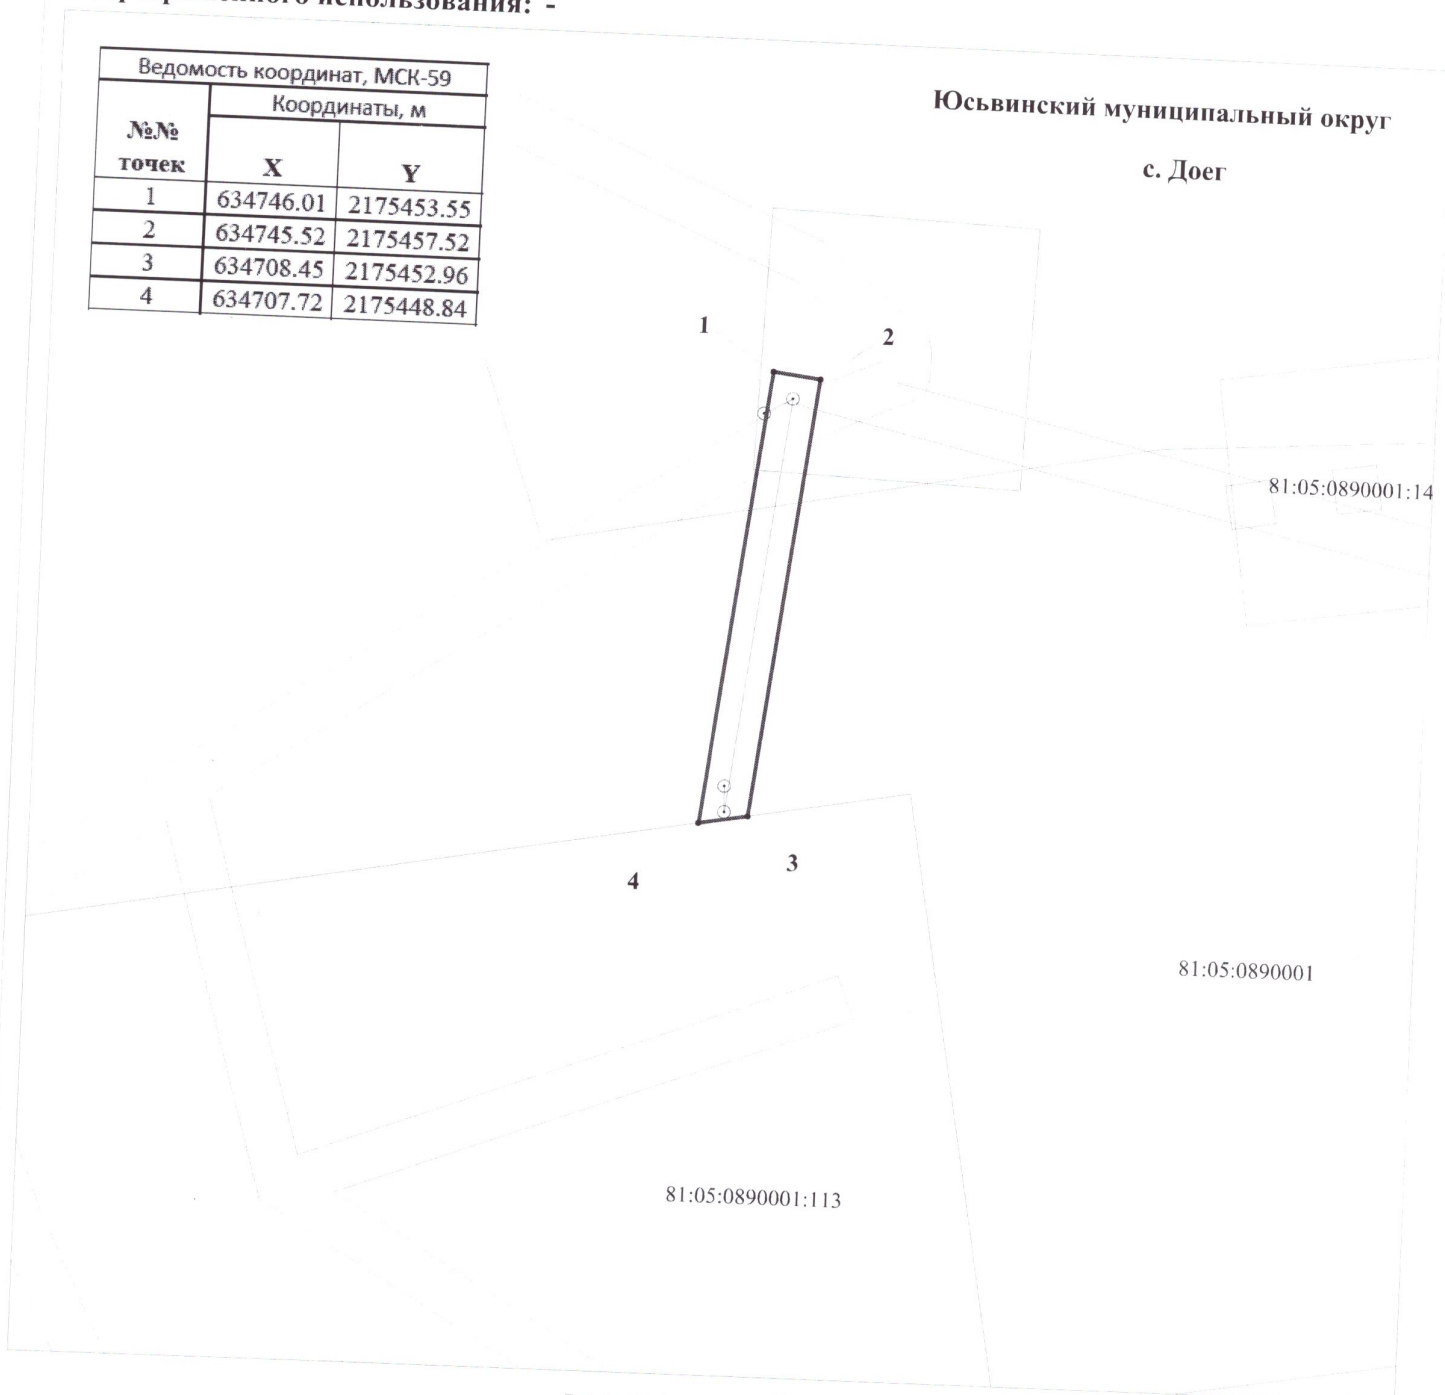 использования: -
Ведомость координат, МСК-59
№№ точек
Координаты, м
X Y
1 634746.01 2175453.55
2 634745.52 2175457.52
3 634708.45 2175452.96
4 634707.72 2175448.84
Юсьвинский муниципальный округ
с. Доег
1
2
81:05:0890001:14
3
4
81:05:0890001
81:05:0890001:113